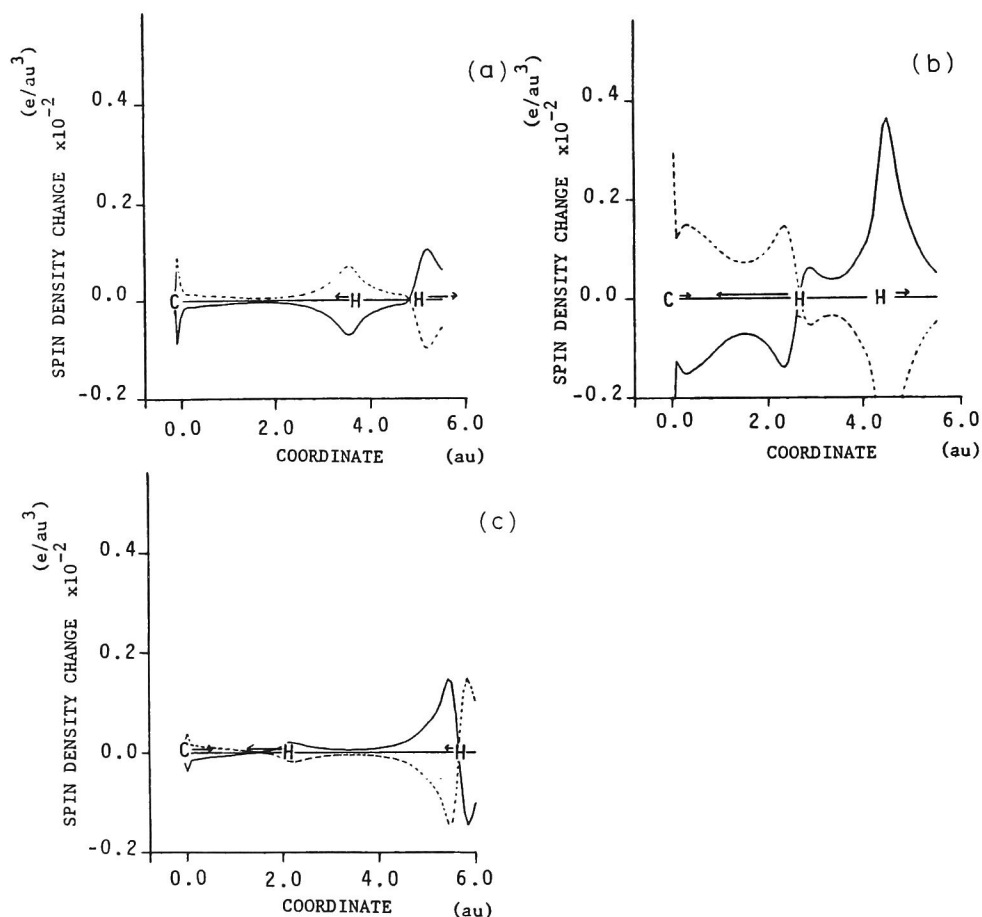 (a)
SPIN DENSITY CHANGE x10-2 (e/au3)
0.4
0.2
0.0
-0.2
C H H
0.0 2.0 4.0 6.0
COORDINATE (au)
(b)
SPIN DENSITY CHANGE x10-2 (e/au3)
0.4
0.2
0.0
-0.2
C H H
0.0 2.0 4.0 6.0
COORDINATE (au)
(c)
SPIN DENSITY CHANGE x10-2 (e/au3)
0.4
0.2
0.0
-0.2
C H H
0.0 2.0 4.0 6.0
COORDINATE (au)